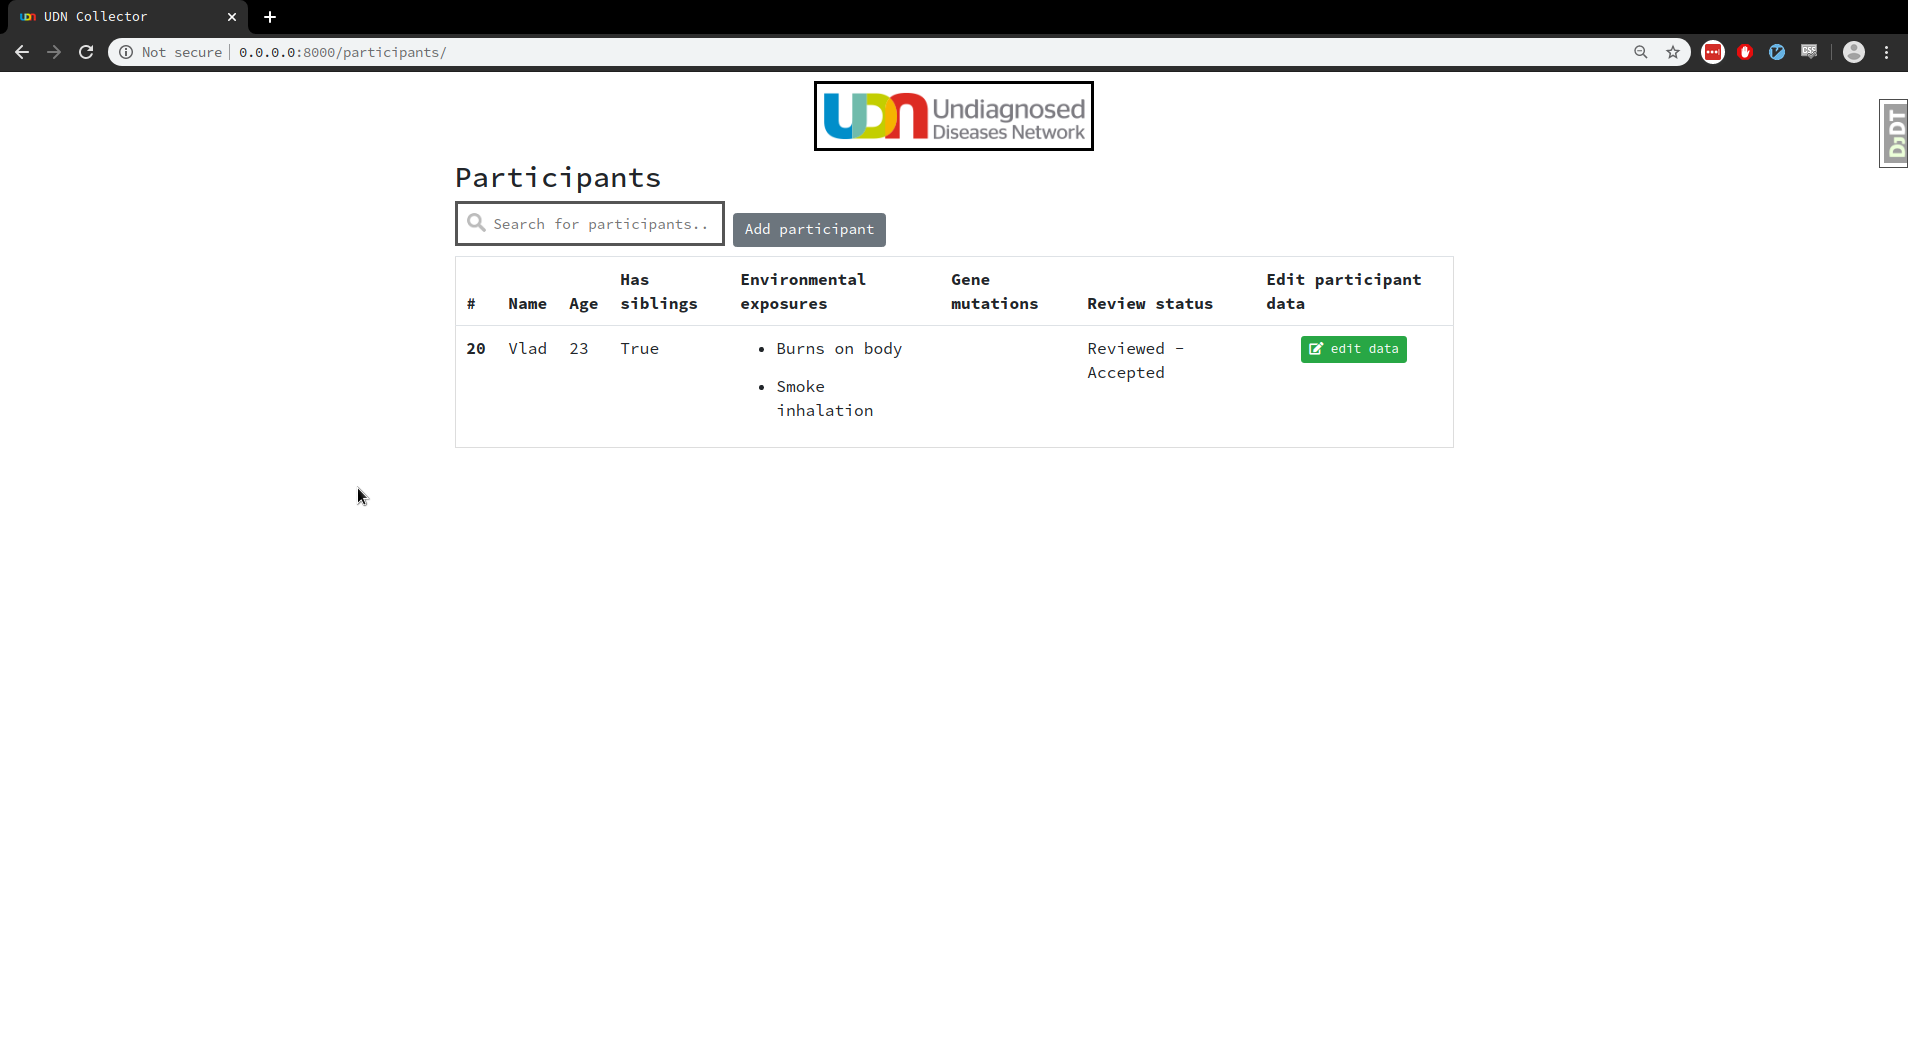 UDN Collector
Not secure 0.0.0.0:8000/participants/
CSP
UDN Undiagnosed
Diseases Network
DJDT
Participants
Search for participants..
Add participant
# Name Age Has siblings Environmental exposures Gene mutations Review status Edit participant data
20 Vlad 23 True • Burns on body Reviewed - edit data
Accepted
• Smoke
inhalation